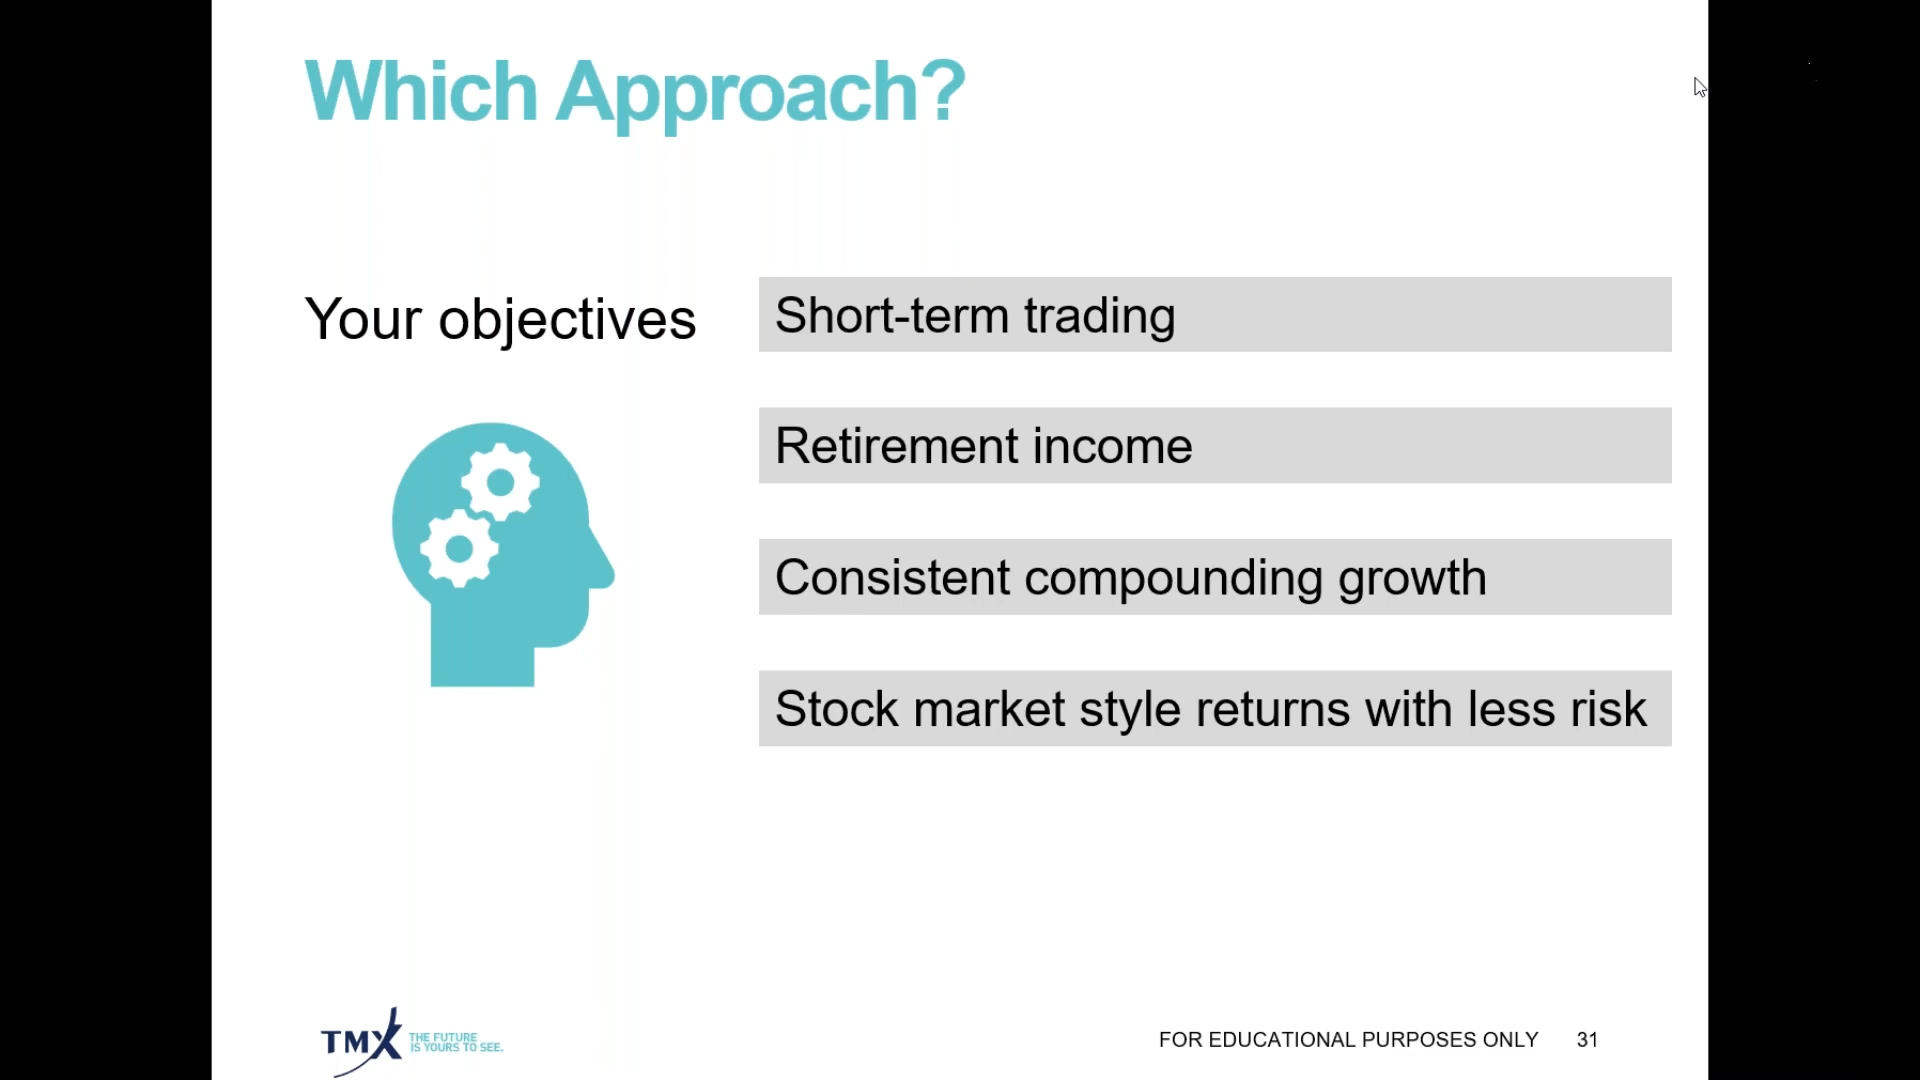 Which Approach?
Your objectives
Short-term trading
Retirement income
Consistent compounding growth
Stock market style returns with less risk
TMX THE FUTURE
IS YOURS TO SEE.
FOR EDUCATIONAL PURPOSES ONLY 31